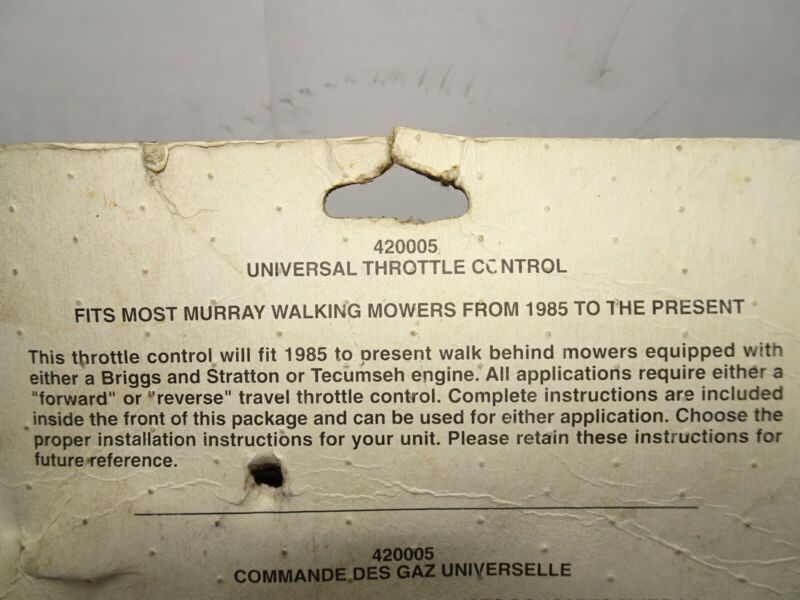 420005
UNIVERSAL THROTTLE CONTROL
FITS MOST MURRAY WALKING MOWERS FROM 1985 TO THE PRESENT
This throttle control will fit 1985 to present walk behind mowers equipped with
either a Briggs and Stratton or Tecumseh engine. All applications require either a
"forward" or "reverse" travel throttle control. Complete instructions are included
inside the front of this package and can be used for either application. Choose the
proper installation instructions for your unit. Please retain these instructions for
future reference.
420005
COMMANDE DES GAZ UNIVERSELLE